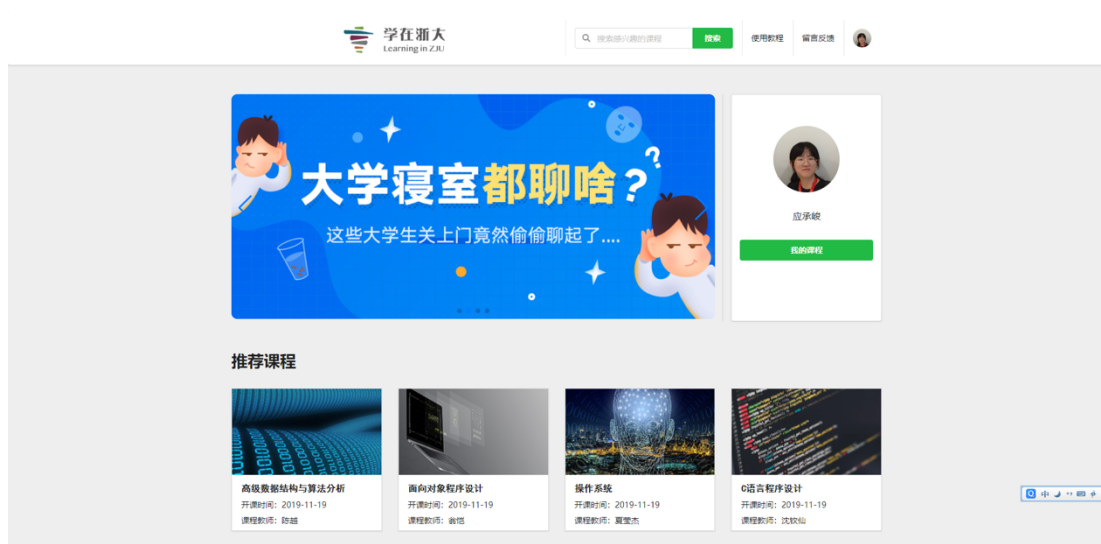 学在浙大
Learning in ZJU
搜索感兴趣的课程
搜索
使用教程
留言反馈
大学寝室都聊啥?
这些大学生关上门竟然偷偷聊起了....
应承峻
我的课程
推荐课程
高级数据结构与算法分析
开课时间: 2019-11-19
课程教师: 陈越
面向对象程序设计
开课时间: 2019-11-19
课程教师: 翁恺
操作系统
开课时间: 2019-11-19
课程教师: 夏莹杰
C语言程序设计
开课时间: 2019-11-19
课程教师: 沈钦仙
中